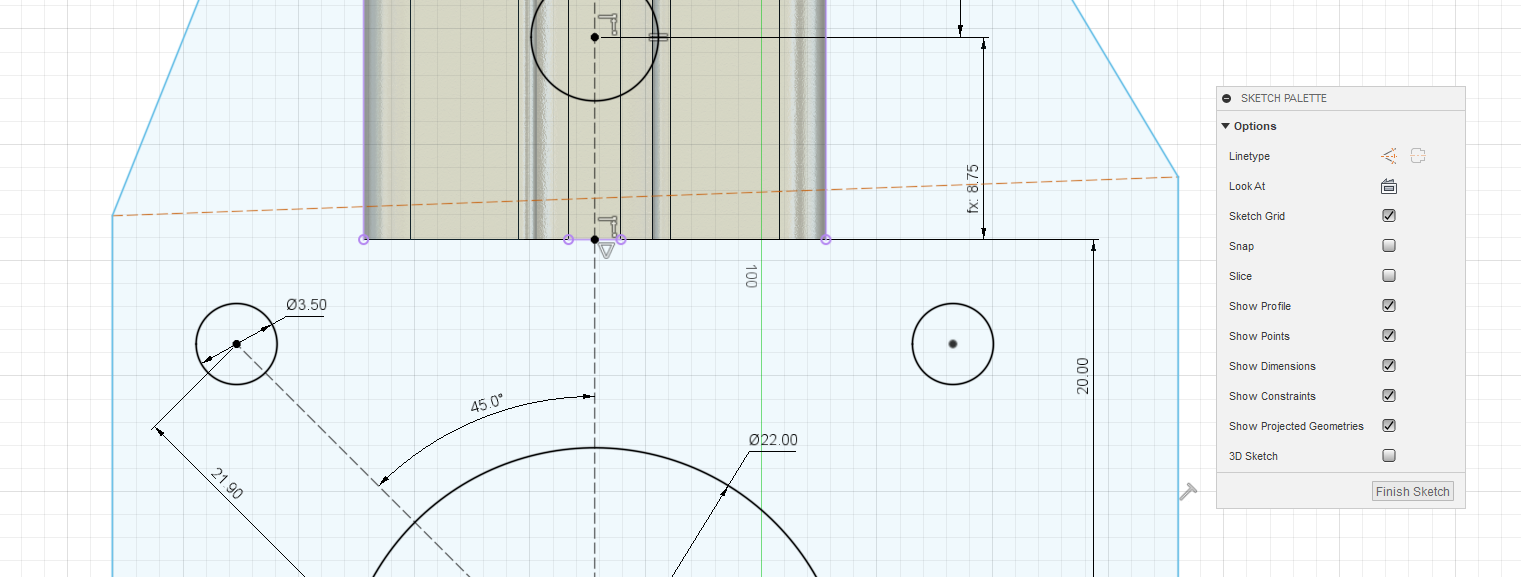 SKETCH PALETTE
Options
Linetype
Look At
Sketch Grid
Snap
Slice
Show Profile
Show Points
Show Dimensions
Show Constraints
Show Projected Geometries
3D Sketch
Finish Sketch
fx: 8.75
100
Ø3.50
20.00
45.0°
Ø22.00
21.90